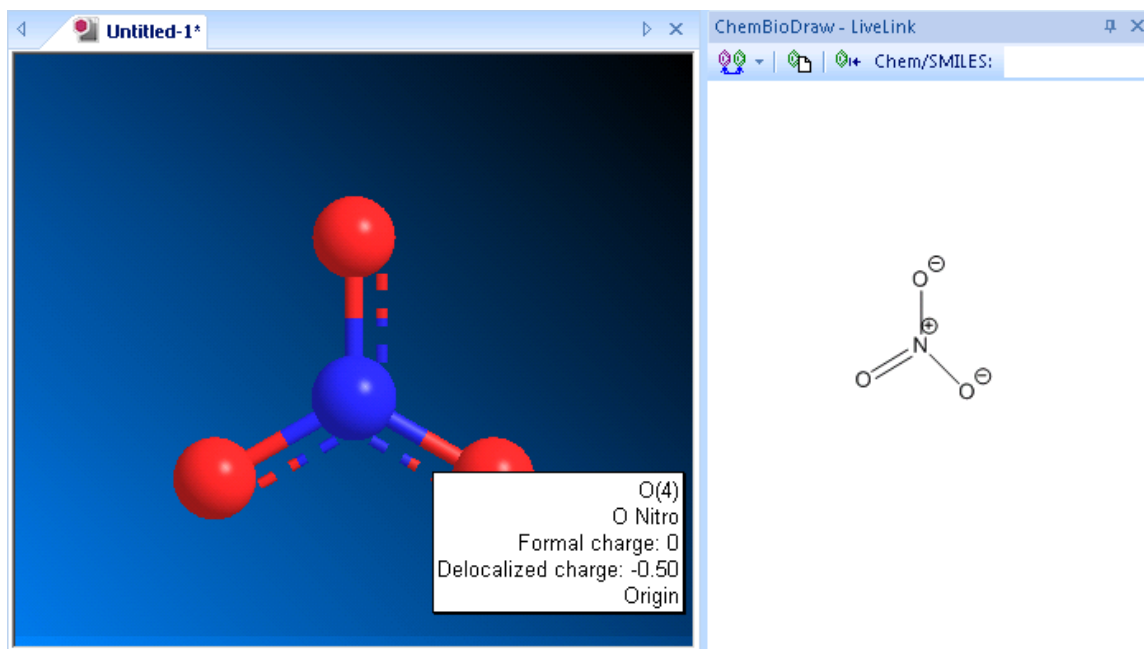 Untitled-1*
ChemBioDraw - LiveLink
Chem/SMILES:
O(4)
O Nitro
Formal charge: 0
Delocalized charge: -0.50
Origin
O⊖
N⊕
O
O⊖